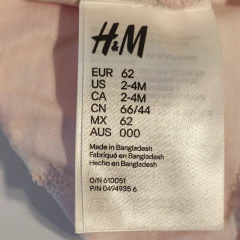 H&M
EUR 62
US 2-4M
CA 2-4M
CN 66/44
MX 62
AUS 000
Made in Bangladesh
Fabriqué en Bangladesh
Hecho en Bangladesh
O/N 610051
P/N 0494935 6